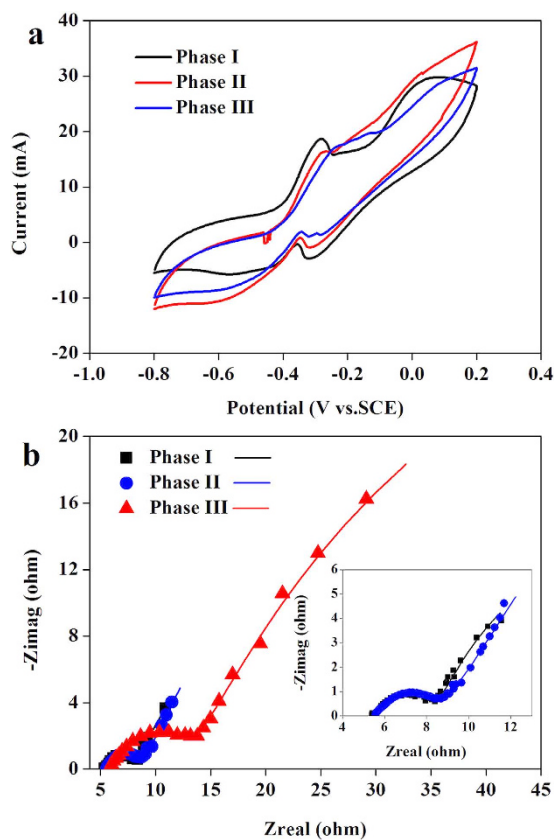 a
Phase I
Phase II
Phase III
40
30
20
10
0
-10
-20
Current (mA)
-1.0 -0.8 -0.6 -0.4 -0.2 0.0 0.2 0.4
Potential (V vs.SCE)
b
Phase I
Phase II
Phase III
20
16
12
8
4
0
-Zimag (ohm)
6
5
4
3
2
1
0
-Zimag (ohm)
4 6 8 10 12
Zreal (ohm)
0 5 10 15 20 25 30 35 40 45
Zreal (ohm)